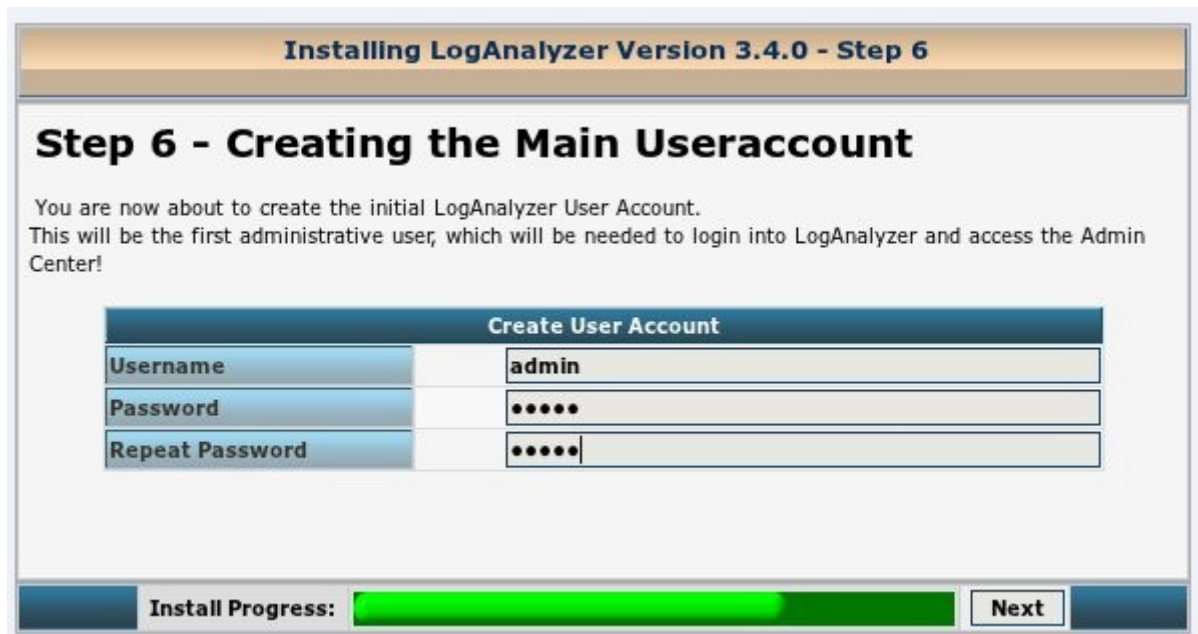 Installing LogAnalyzer Version 3.4.0 - Step 6
Step 6 - Creating the Main Useraccount
You are now about to create the initial LogAnalyzer User Account.
This will be the first administrative user, which will be needed to login into LogAnalyzer and access the Admin
Center!
Create User Account
Username admin
Password •••••
Repeat Password •••••
Install Progress: Next